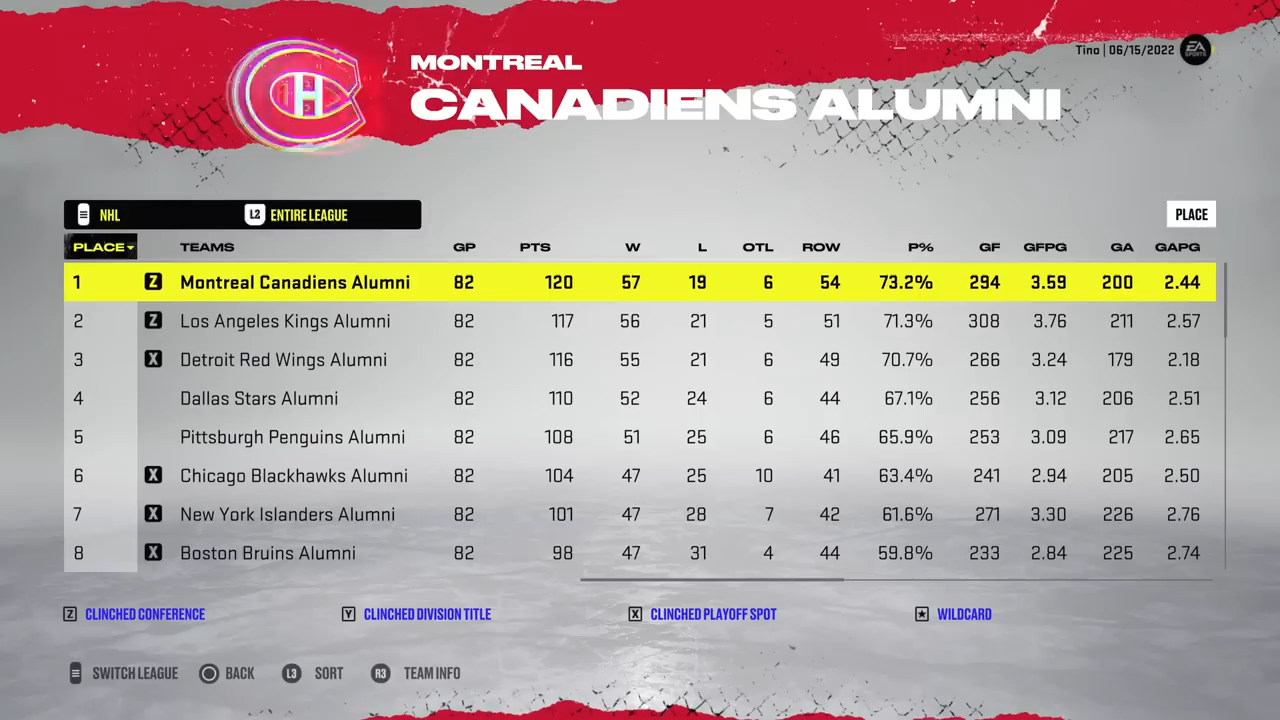 MONTREAL
CANADIENS ALUMNI
Tino | 06/15/2022 EA SPORTS
NHL L2 ENTIRE LEAGUE
PLACE
PLACE TEAMS GP PTS W L OTL ROW P% GF GFPG GA GAPG
1 Z Montreal Canadiens Alumni 82 120 57 19 6 54 73.2% 294 3.59 200 2.44
2 Z Los Angeles Kings Alumni 82 117 56 21 5 51 71.3% 308 3.76 211 2.57
3 X Detroit Red Wings Alumni 82 116 55 21 6 49 70.7% 266 3.24 179 2.18
4 Dallas Stars Alumni 82 110 52 24 6 44 67.1% 256 3.12 206 2.51
5 Pittsburgh Penguins Alumni 82 108 51 25 6 46 65.9% 253 3.09 217 2.65
6 X Chicago Blackhawks Alumni 82 104 47 25 10 41 63.4% 241 2.94 205 2.50
7 X New York Islanders Alumni 82 101 47 28 7 42 61.6% 271 3.30 226 2.76
8 X Boston Bruins Alumni 82 98 47 31 4 44 59.8% 233 2.84 225 2.74
Z CLINCHED CONFERENCE Y CLINCHED DIVISION TITLE X CLINCHED PLAYOFF SPOT ★ WILDCARD
SWITCH LEAGUE BACK L3 SORT R3 TEAM INFO